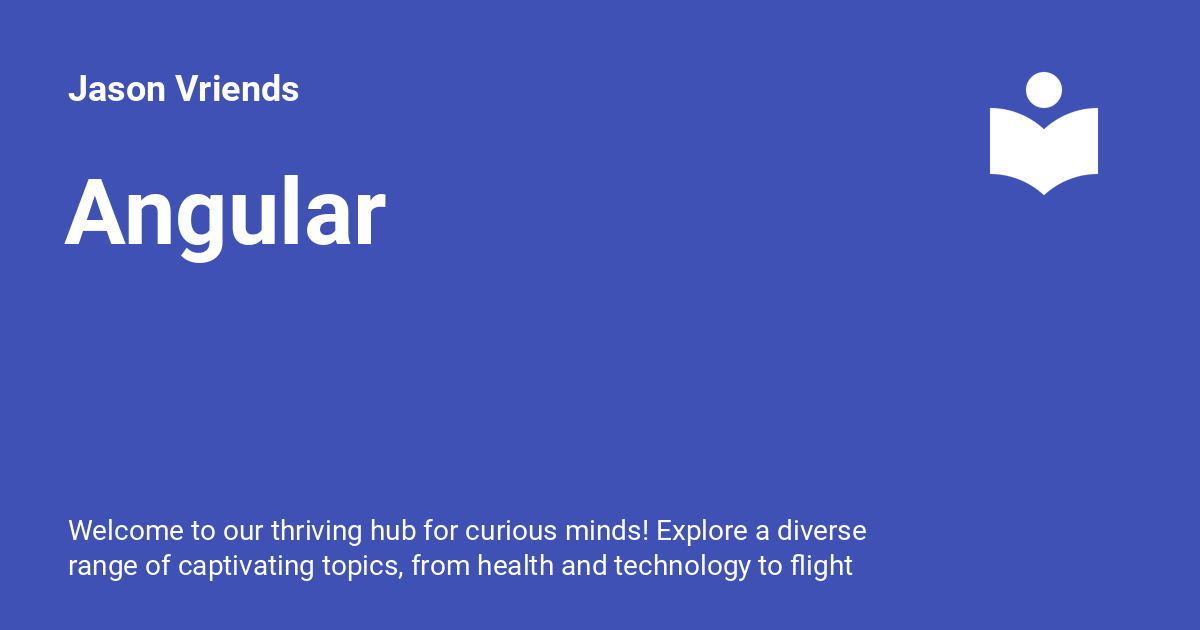 Jason Vriends
Angular
Welcome to our thriving hub for curious minds! Explore a diverse
range of captivating topics, from health and technology to flight